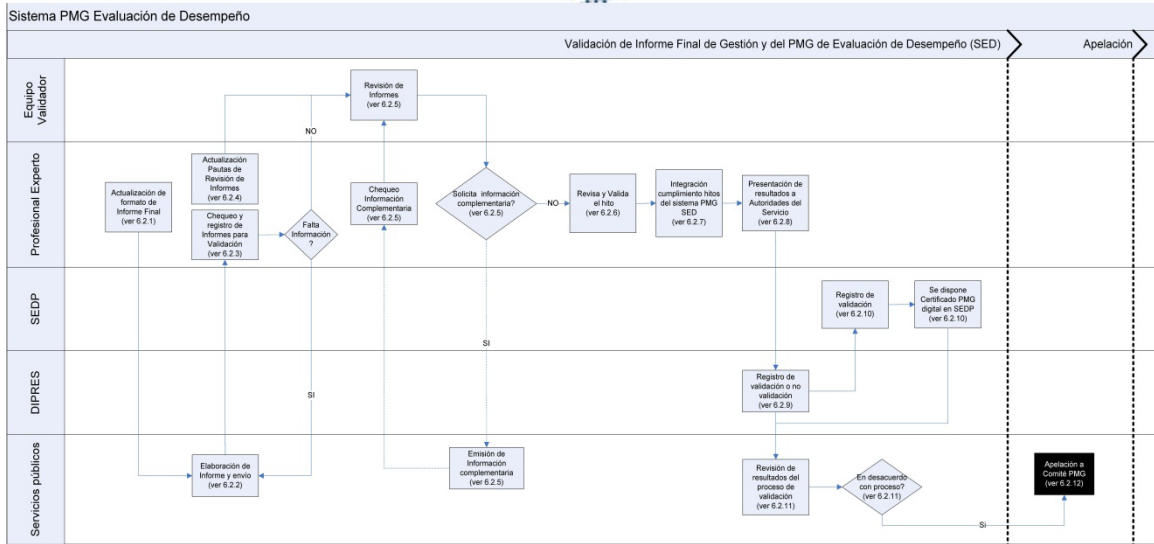 Sistema PMG Evaluación de Desempeño
Validación de Informe Final de Gestión y del PMG de Evaluación de Desempeño (SED)
Apelación
Equipo
Validador
Revisión de
Informes
(ver 6.2.5)
NO
Profesional Experto
Actualización de
formato de
Informe Final
(ver 6.2.1)
Actualización
Pautas de
Revisión de
Informes
(ver 6.2.4)
Chequeo y
registro de
Informes para
Validación
(ver 6.2.3)
Falta
Información
?
Chequeo
Información
Complementaria
(ver 6.2.5)
Solicita información
complementaria?
(ver 6.2.5)
NO
Revisa y Valida
el hito
(ver 6.2.6)
Integración
cumplimiento hitos
del sistema PMG
SED
(ver 6.2.7)
Presentación de
resultados a
Autoridades del
Servicio
(ver 6.2.8)
SEDP
Registro de
validación
(ver 6.2.10)
Se dispone
Certificado PMG
digital en SEDP
(ver 6.2.10)
SI
DIPRES
SI
Registro de
validación o no
validación
(ver 6.2.9)
Servicios públicos
Elaboración de
Informe y envio
(ver 6.2.2)
Emisión de
Información
complementaria
(ver 6.2.5)
Revisión de
resultados del
proceso de
validación
(ver 6.2.11)
En desacuerdo
con proceso?
(ver 6.2.11)
Si
Apelación a
Comité PMG
(ver 6.2.12)